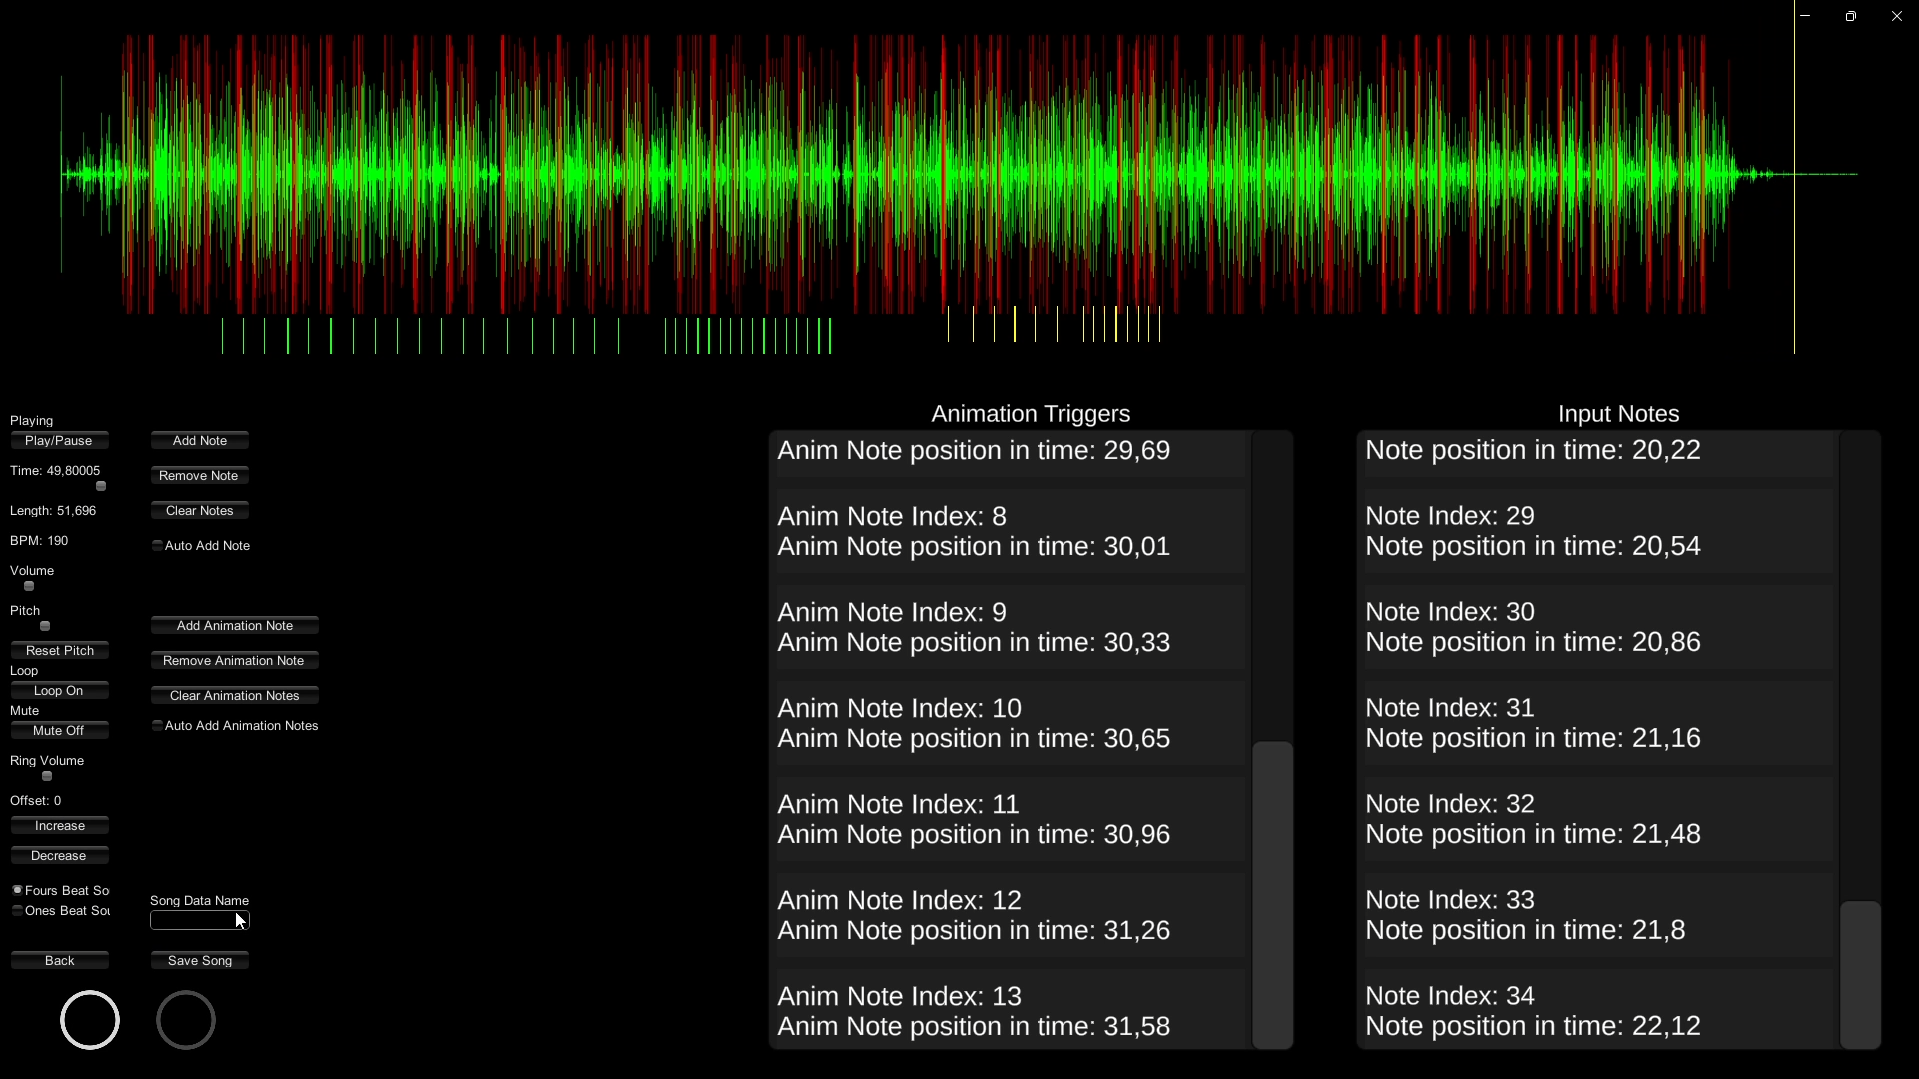 Playing
Play/Pause
Time: 49,80005
Length: 51,696
BPM: 190
Volume
Pitch
Reset Pitch
Loop
Loop On
Mute
Mute Off
Ring Volume
Offset: 0
Increase
Decrease
Fours Beat So
Ones Beat Sou
Back
Add Note
Remove Note
Clear Notes
Auto Add Note
Add Animation Note
Remove Animation Note
Clear Animation Notes
Auto Add Animation Notes
Song Data Name
Save Song
Animation Triggers
Anim Note position in time: 29,69
Anim Note Index: 8
Anim Note position in time: 30,01
Anim Note Index: 9
Anim Note position in time: 30,33
Anim Note Index: 10
Anim Note position in time: 30,65
Anim Note Index: 11
Anim Note position in time: 30,96
Anim Note Index: 12
Anim Note position in time: 31,26
Anim Note Index: 13
Anim Note position in time: 31,58
Input Notes
Note position in time: 20,22
Note Index: 29
Note position in time: 20,54
Note Index: 30
Note position in time: 20,86
Note Index: 31
Note position in time: 21,16
Note Index: 32
Note position in time: 21,48
Note Index: 33
Note position in time: 21,8
Note Index: 34
Note position in time: 22,12